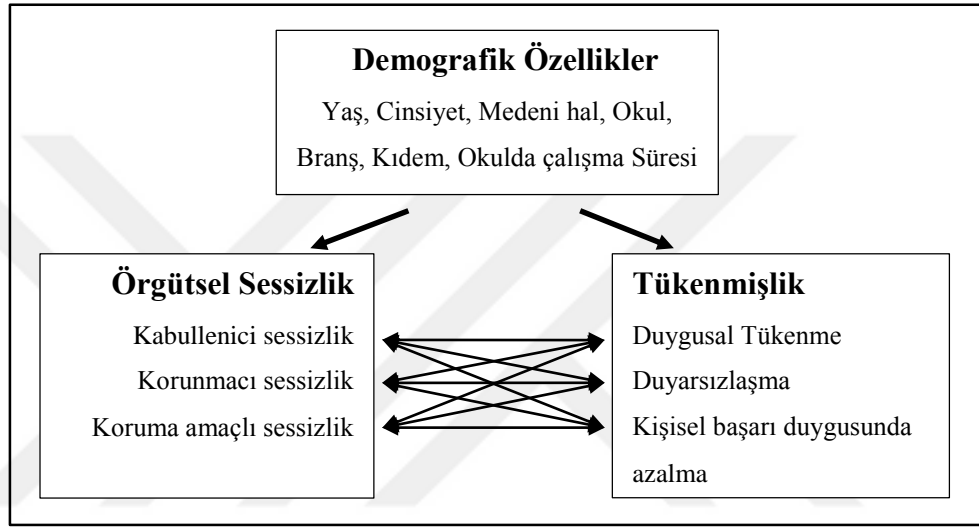 Demografik Özellikler
Yaş, Cinsiyet, Medeni hal, Okul,
Branş, Kıdem, Okulda çalışma Süresi
Örgütsel Sessizlik
Kabullenici sessizlik
Korunmacı sessizlik
Koruma amaçlı sessizlik
Tükenmişlik
Duygusal Tükenme
Duyarsızlaşma
Kişisel başarı duygusunda
azalma